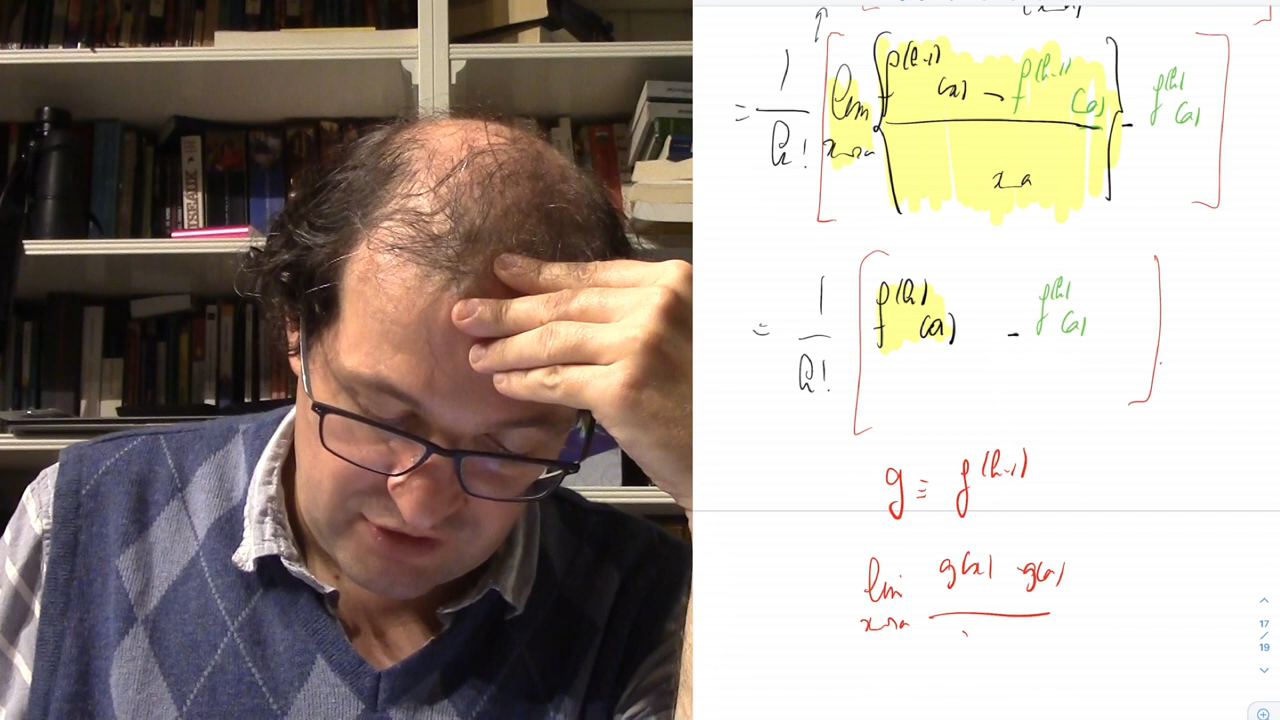 = 1/k! [ lim x→a { f^(k-1)(x) - f^(k-1)(a) / x-a } - f^(k)(a) ]
= 1/k! [ f^(k)(a) - f^(k)(a) ]
g ≡ f^(k-1)
lim x→a g(x) - g(a)
17
/
19